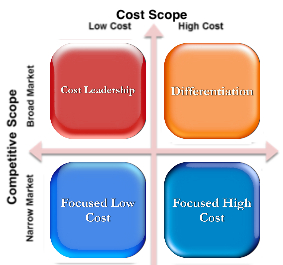 Cost Scope
Low Cost
High Cost
Competitive Scope
Broad Market
Narrow Market
Cost Leadership
Differentiation
Focused Low
Cost
Focused High
Cost